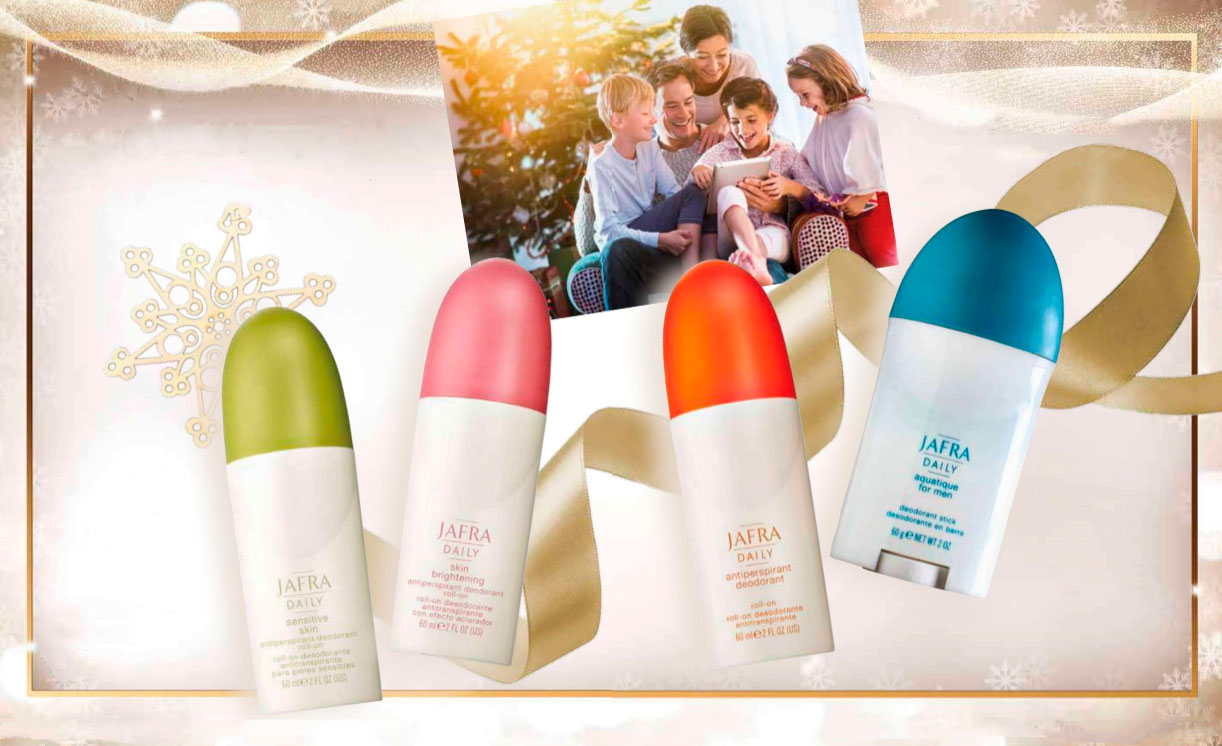 JAFRA
DAILY
sensitive
skin
antiperspirant deodorant
roll-on
roll-on desodorante
antitranspirante
para pieles sensibles
60 ml e 2 FL OZ (US)
JAFRA
DAILY
skin
brightening
antiperspirant deodorant
roll-on
roll-on desodorante
antitranspirante
con efecto aclarador
60 ml e 2 FL OZ (US)
JAFRA
DAILY
antiperspirant
deodorant
roll-on
roll-on desodorante
antitranspirante
60 ml e 2 FL OZ (US)
JAFRA
DAILY
aquatique
for men
deodorant stick
desodorante en barra
60 g e NET WT 2 OZ